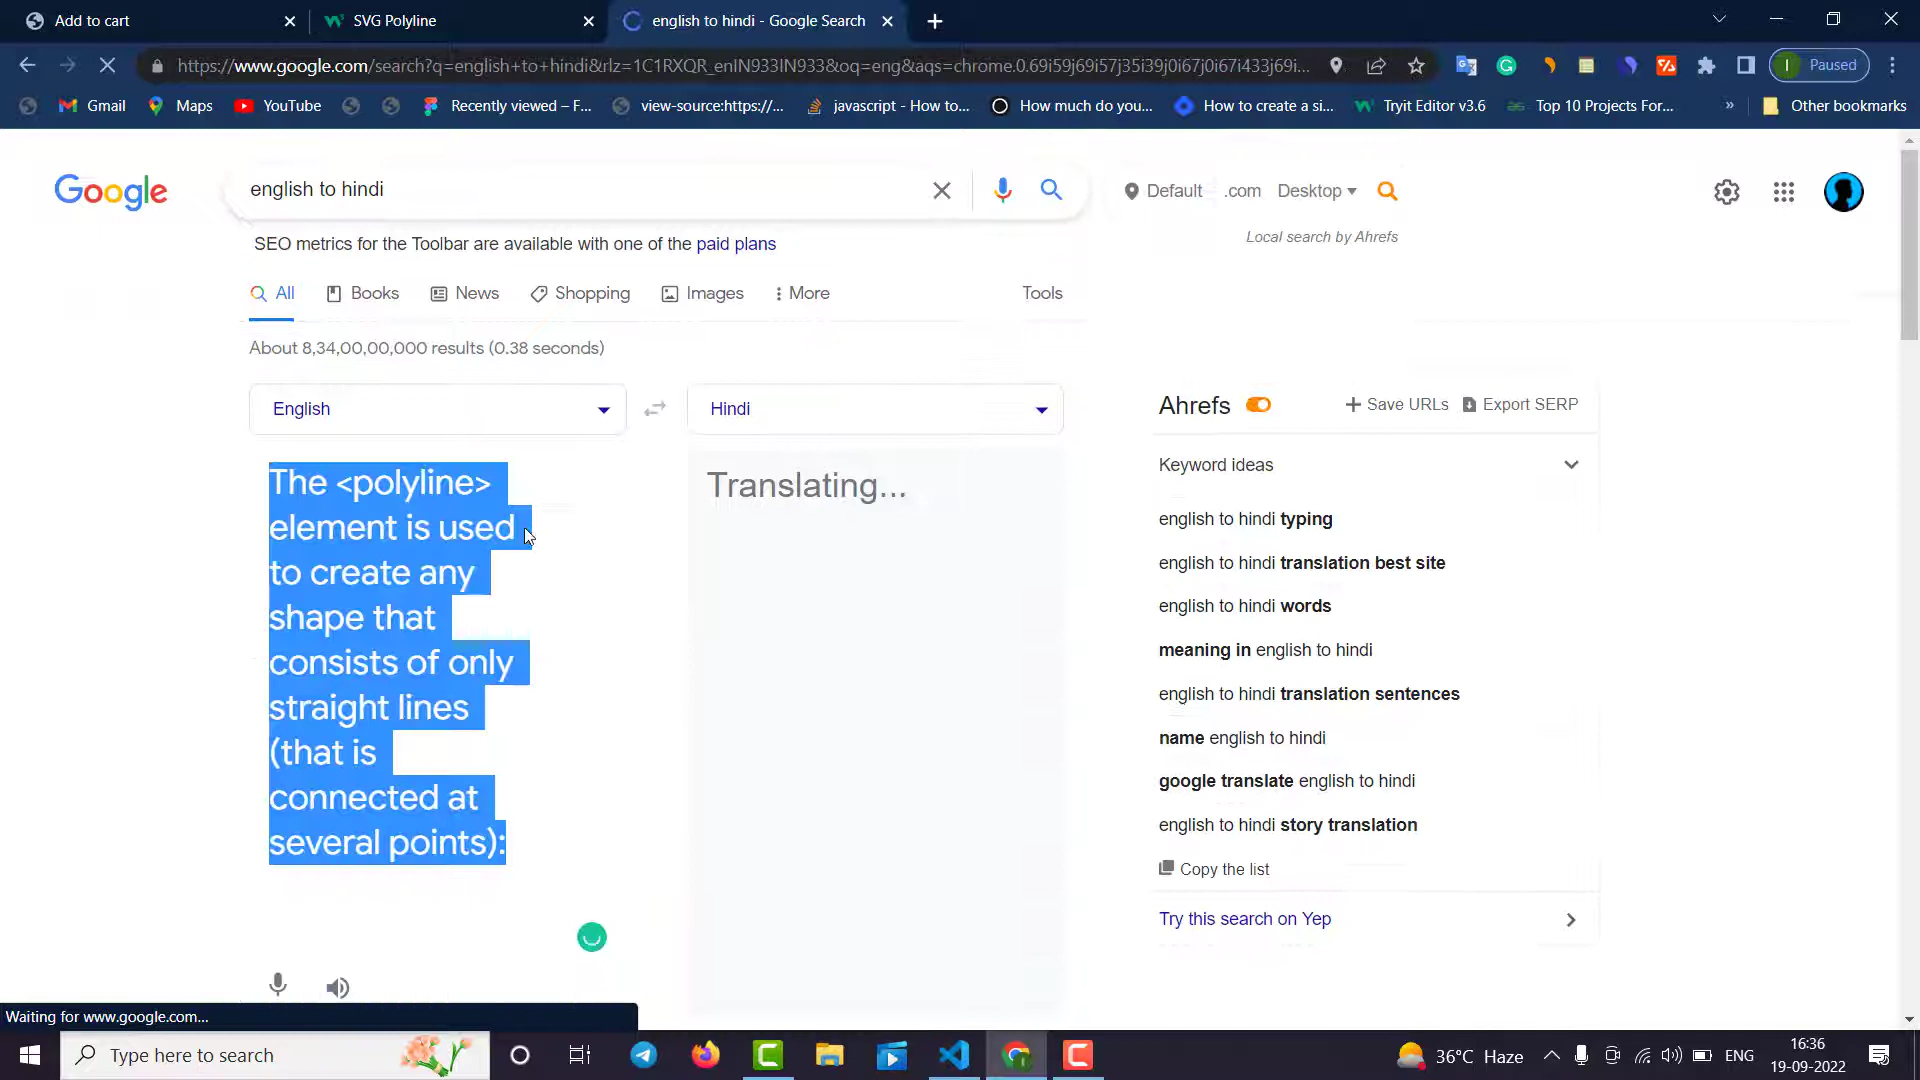 Add to cart
SVG Polyline
english to hindi - Google Search
https://www.google.com/search?q=english+to+hindi&rlz=1C1RXQR_enIN933IN933&oq=eng&aqs=chrome.0.69i59j69i57j35i39j0i67j0i67i433j69i...
Paused
Gmail
Maps
YouTube
Recently viewed – F...
view-source:https://...
javascript - How to...
How much do you...
How to create a si...
Tryit Editor v3.6
Top 10 Projects For...
»
Other bookmarks
Google
english to hindi
Default
.com
Desktop
SEO metrics for the Toolbar are available with one of the paid plans
Local search by Ahrefs
All
Books
News
Shopping
Images
More
Tools
About 8,34,00,00,000 results (0.38 seconds)
English
Hindi
The <polyline>
element is used
to create any
shape that
consists of only
straight lines
(that is
connected at
several points):
Translating...
Ahrefs
Save URLs
Export SERP
Keyword ideas
english to hindi typing
english to hindi translation best site
english to hindi words
meaning in english to hindi
english to hindi translation sentences
name english to hindi
google translate english to hindi
english to hindi story translation
Copy the list
Try this search on Yep
Waiting for www.google.com...
Type here to search
36°C Haze
ENG
16:36
19-09-2022